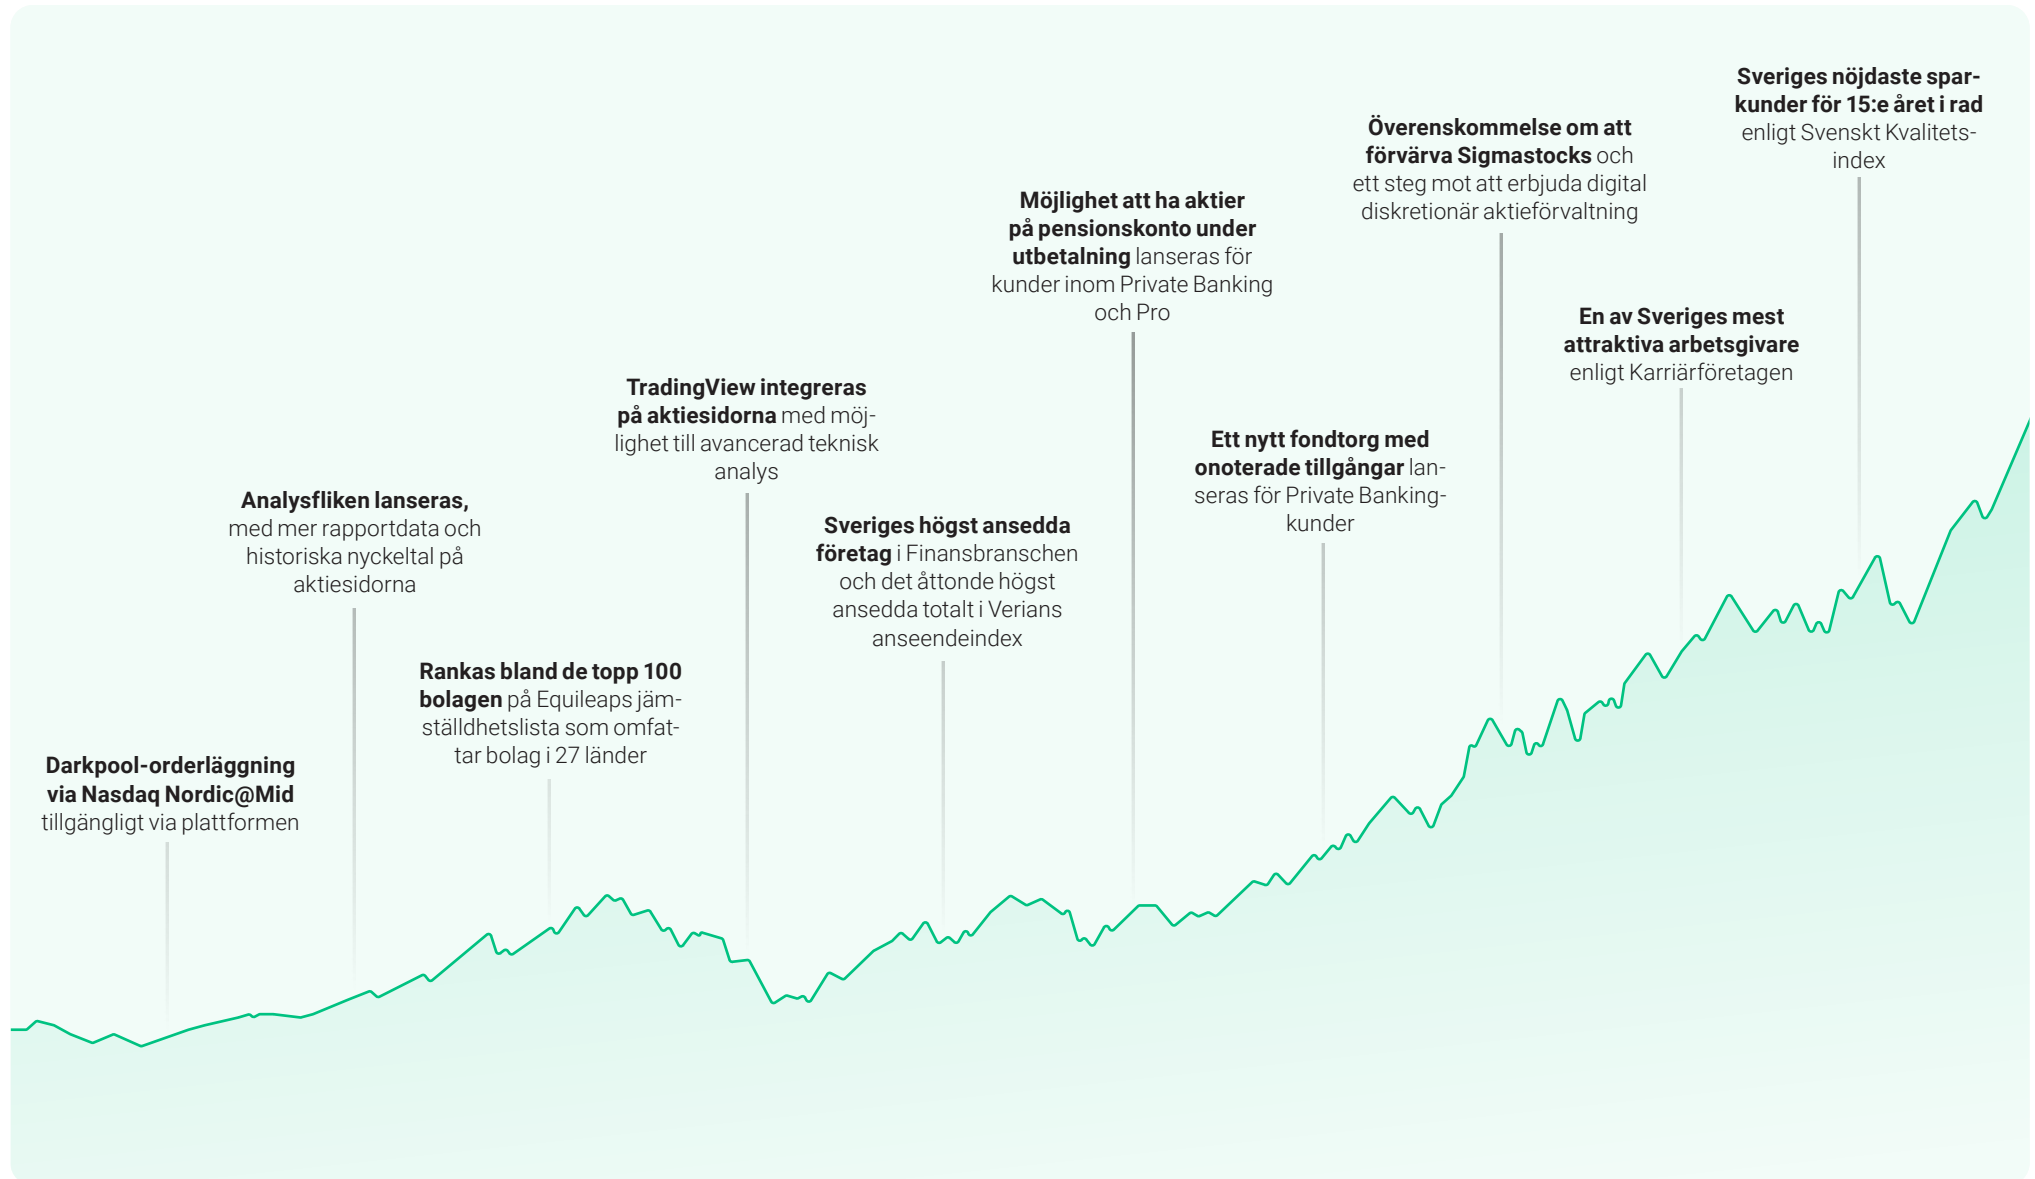 Darkpool-orderläggning
via Nasdaq Nordic@Mid
tillgängligt via plattformen
Analysfliken lanseras,
med mer rapportdata och
historiska nyckeltal på
aktiesidorna
Rankas bland de topp 100
bolagen på Equileaps jäm-
ställdhetslista som omfat-
tar bolag i 27 länder
TradingView integreras
på aktiesidorna med möj-
lighet till avancerad teknisk
analys
Sveriges högst ansedda
företag i Finansbranschen
och det åttonde högst
ansedda totalt i Verians
anseendeindex
Möjlighet att ha aktier
på pensionskonto under
utbetalning lanseras för
kunder inom Private Banking
och Pro
Ett nytt fondtorg med
onoterade tillgångar lan-
seras för Private Banking-
kunder
Överenskommelse om att
förvärva Sigmastocks och
ett steg mot att erbjuda digital
diskretionär aktieförvaltning
En av Sveriges mest
attraktiva arbetsgivare
enligt Karriärföretagen
Sveriges nöjdaste spar-
kunder för 15:e året i rad
enligt Svenskt Kvalitets-
index